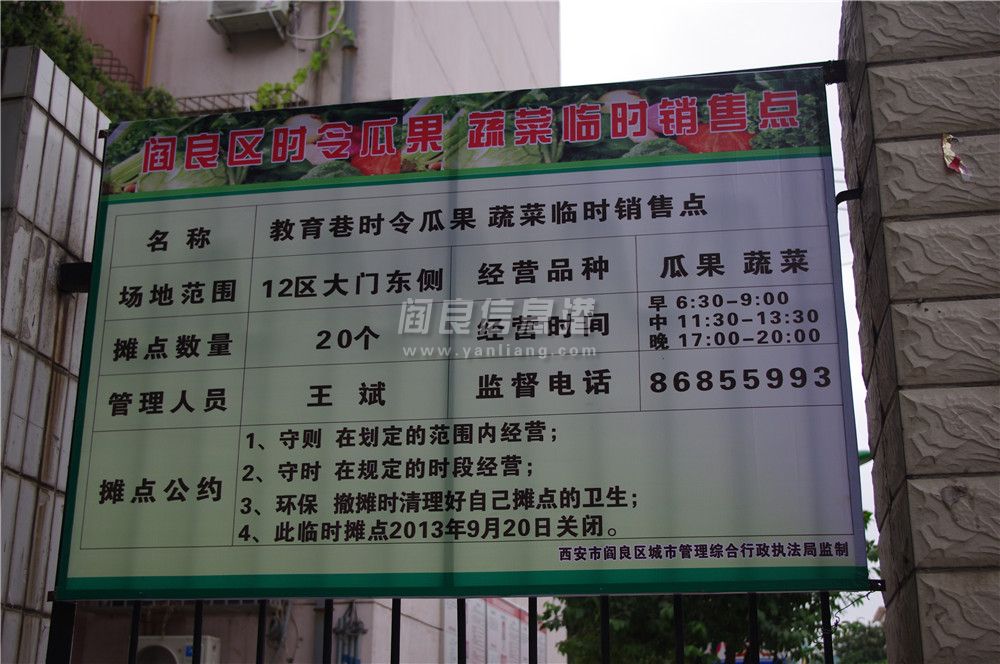 阎良区时令瓜果 蔬菜临时销售点
名称 教育巷时令瓜果 蔬菜临时销售点
场地范围 12区大门东侧 经营品种 瓜果 蔬菜
摊点数量 20个 经营时间 早 6:30-9:00
中 11:30-13:30
晚 17:00-20:00
管理人员 王斌 监督电话 86855993
摊点公约
1、守则 在划定的范围内经营；
2、守时 在规定的时段经营；
3、环保 撤摊时清理好自己摊点的卫生；
4、此临时摊点2013年9月20日关闭。
西安市阎良区城市管理综合行政执法局监制
阎良信息港
www.yanliang.com